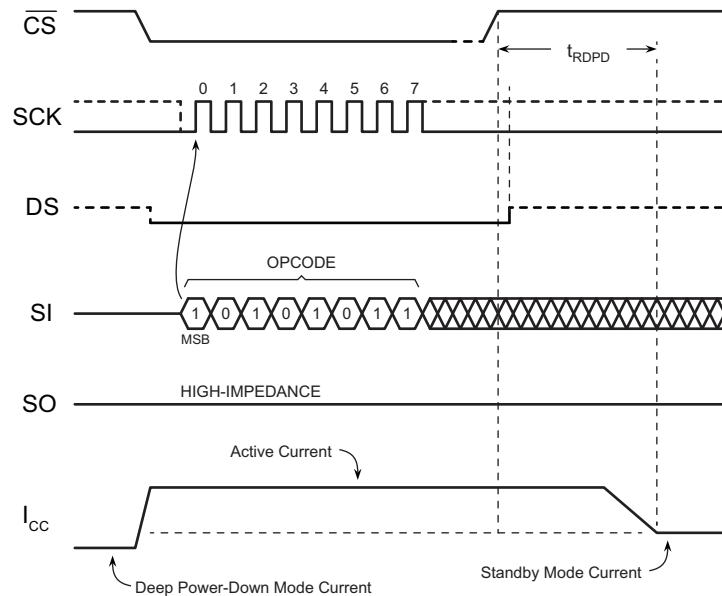 CS
tRDPD
0 1 2 3 4 5 6 7
SCK
DS
OPCODE
SI
1 0 1 0 1 0 1 1
MSB
HIGH-IMPEDANCE
SO
Active Current
ICC
Standby Mode Current
Deep Power-Down Mode Current